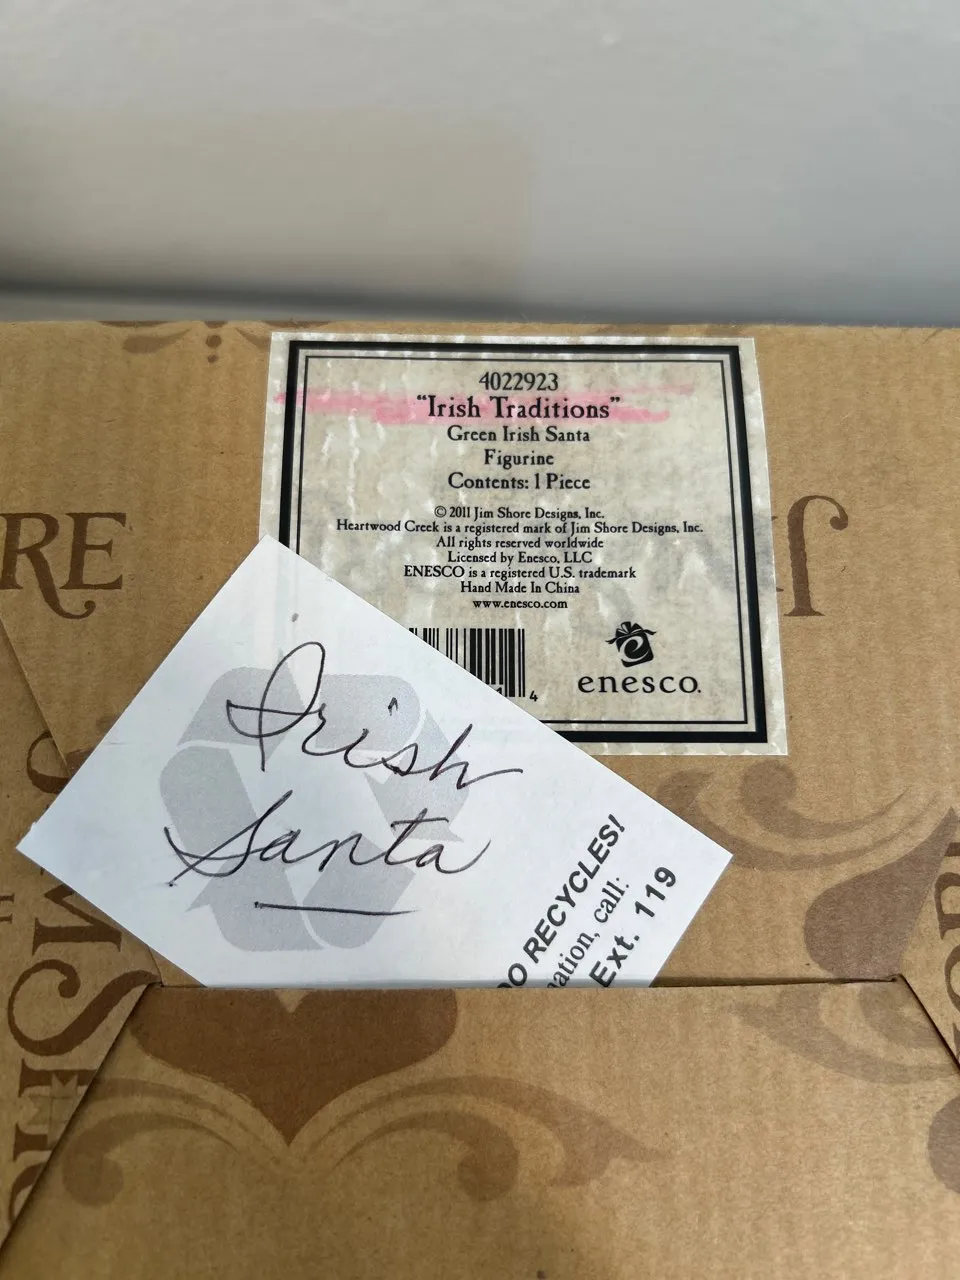 4022923
“Irish Traditions”
Green Irish Santa
Figurine
Contents: 1 Piece
© 2011 Jim Shore Designs, Inc.
Heartwood Creek is a registered mark of Jim Shore Designs, Inc.
All rights reserved worldwide
Licensed by Enesco, LLC
ENESCO is a registered U.S. trademark
Hand Made In China
www.enesco.com
4
enesco.
RE
Irish
Santa
RECYCLES!
call:
Ext. 119